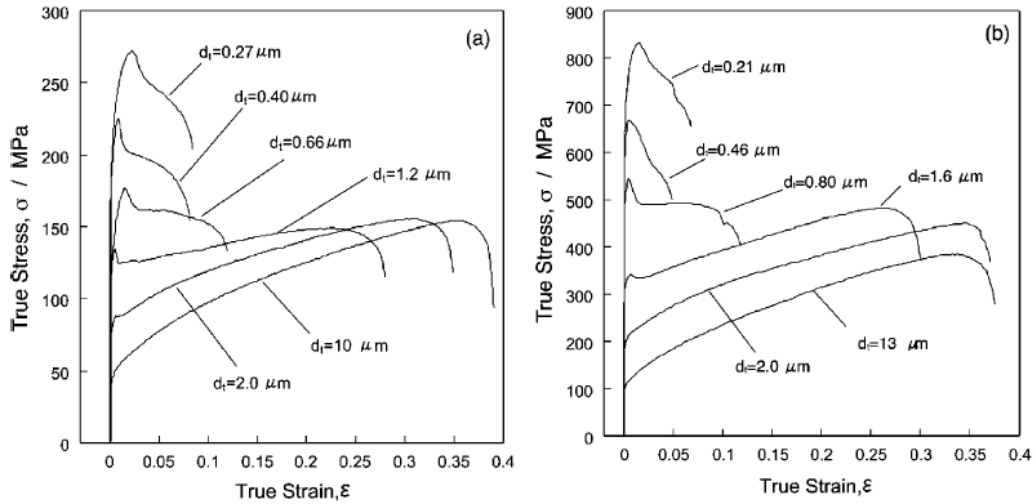 (a)
True Stress, σ / MPa
300
250
200
150
100
50
0
dt=0.27 μm
dt=0.40 μm
dt=0.66 μm
dt=1.2 μm
dt=10 μm
dt=2.0 μm
0 0.05 0.1 0.15 0.2 0.25 0.3 0.35 0.4
True Strain,ε
(b)
True Stress, σ / MPa
900
800
700
600
500
400
300
200
100
0
dt=0.21 μm
dt=0.46 μm
dt=0.80 μm
dt=1.6 μm
dt=2.0 μm
dt=13 μm
0 0.05 0.1 0.15 0.2 0.25 0.3 0.35 0.4
True Strain,ε